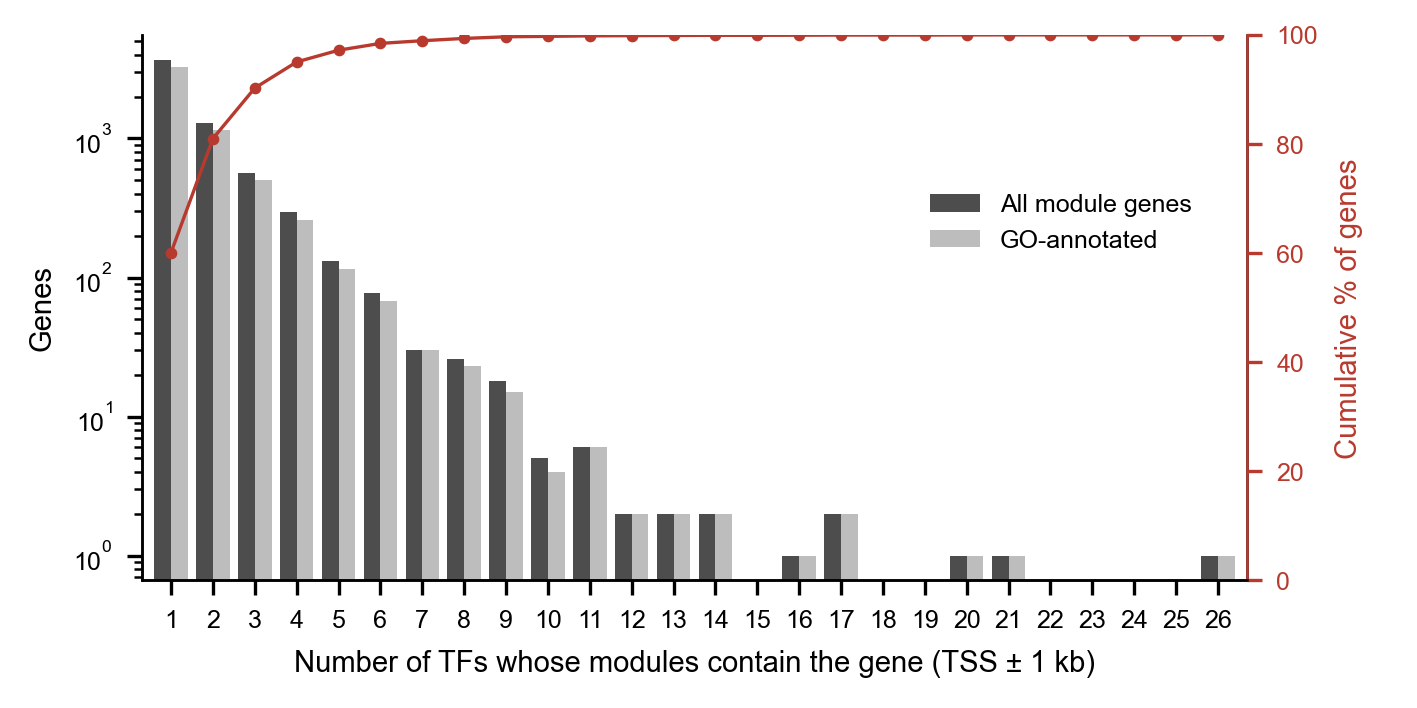 Genes
10^3
10^2
10^1
10^0
All module genes
GO-annotated
100
80
60
40
20
0
Cumulative % of genes
1 2 3 4 5 6 7 8 9 10 11 12 13 14 15 16 17 18 19 20 21 22 23 24 25 26
Number of TFs whose modules contain the gene (TSS ± 1 kb)